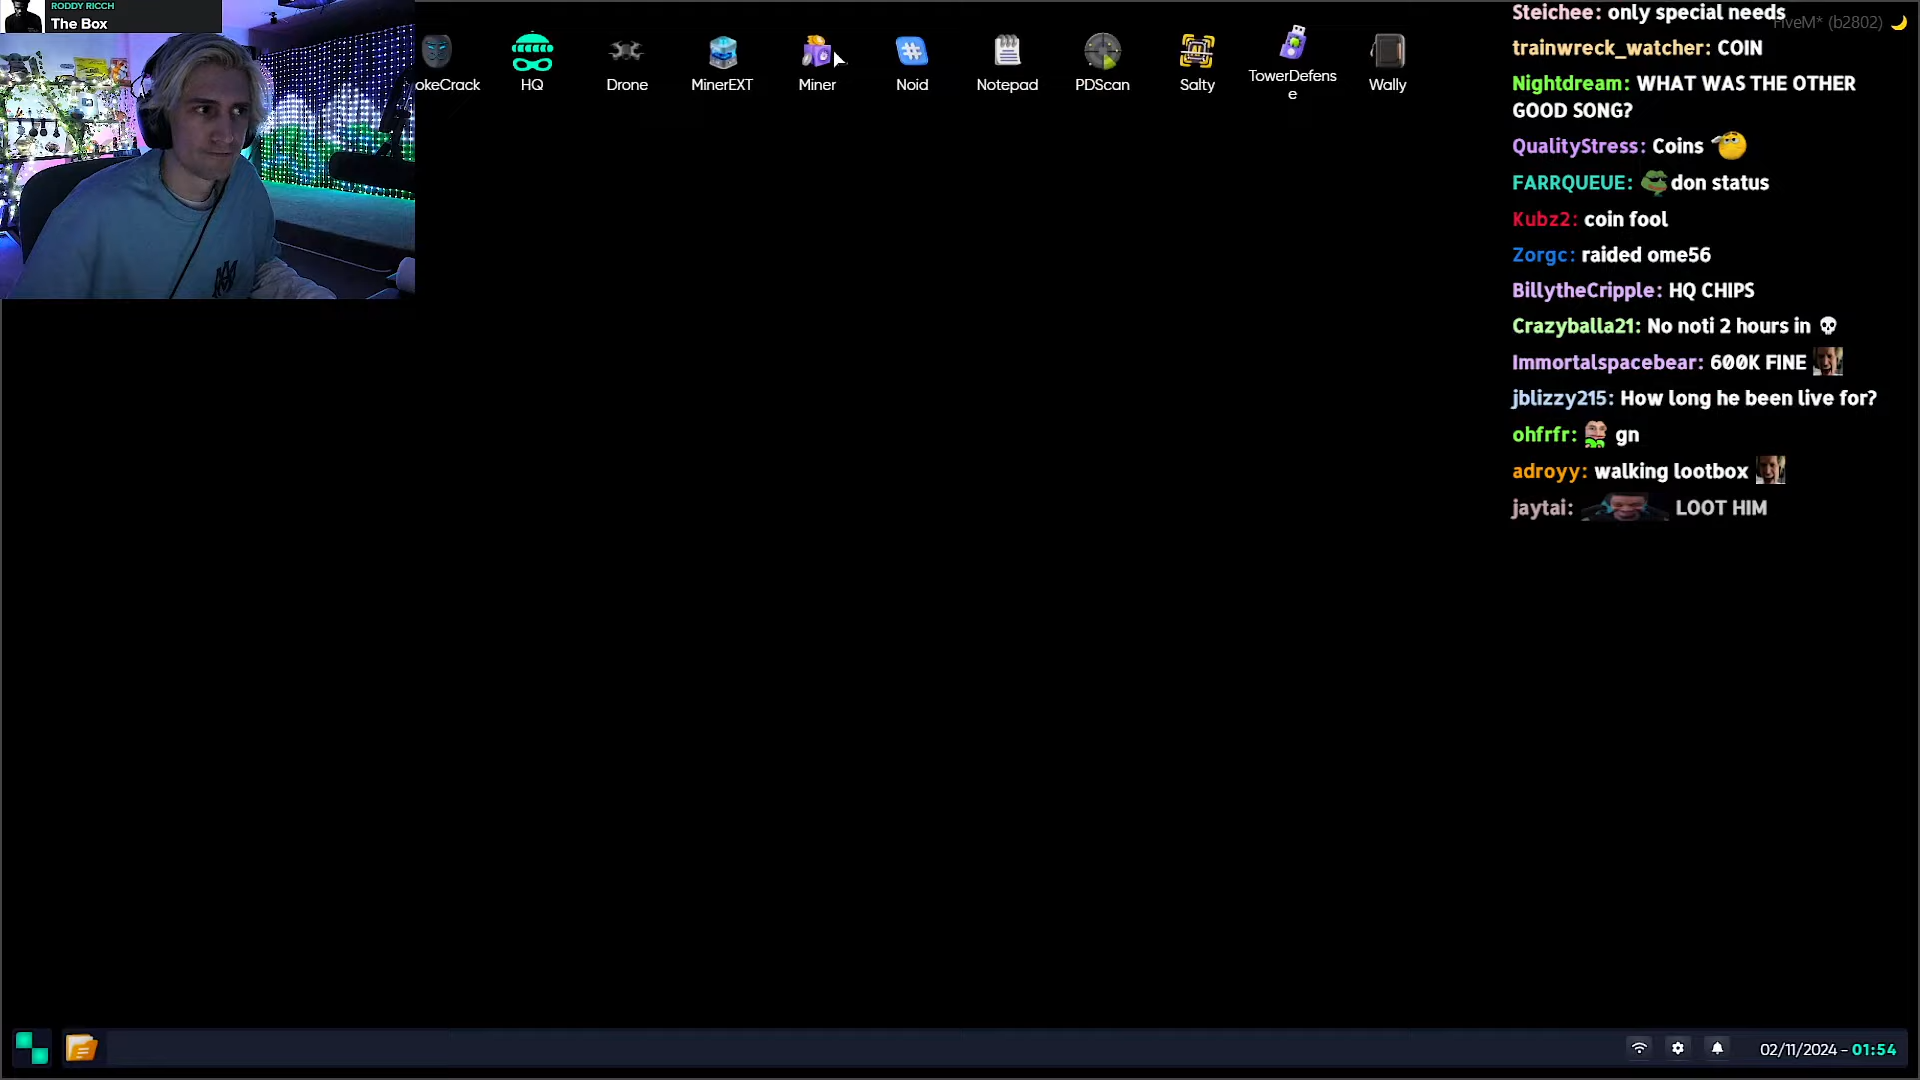 RODDY RICCH
The Box
okeCrack
HQ
Drone
MinerEXT
Miner
Noid
Notepad
PDScan
Salty
TowerDefens
e
Wally
FiveM* (b2802)
Steichee: only special needs
trainwreck_watcher: COIN
Nightdream: WHAT WAS THE OTHER
GOOD SONG?
QualityStress: Coins
FARRQUEUE: don status
Kubz2: coin fool
Zorgc: raided ome56
BillytheCripple: HQ CHIPS
Crazyballa21: No noti 2 hours in
Immortalspacebear: 600K FINE
jblizzy215: How long he been live for?
ohfrfr: gn
adroyy: walking lootbox
jaytai: LOOT HIM
02/11/2024 - 01:54